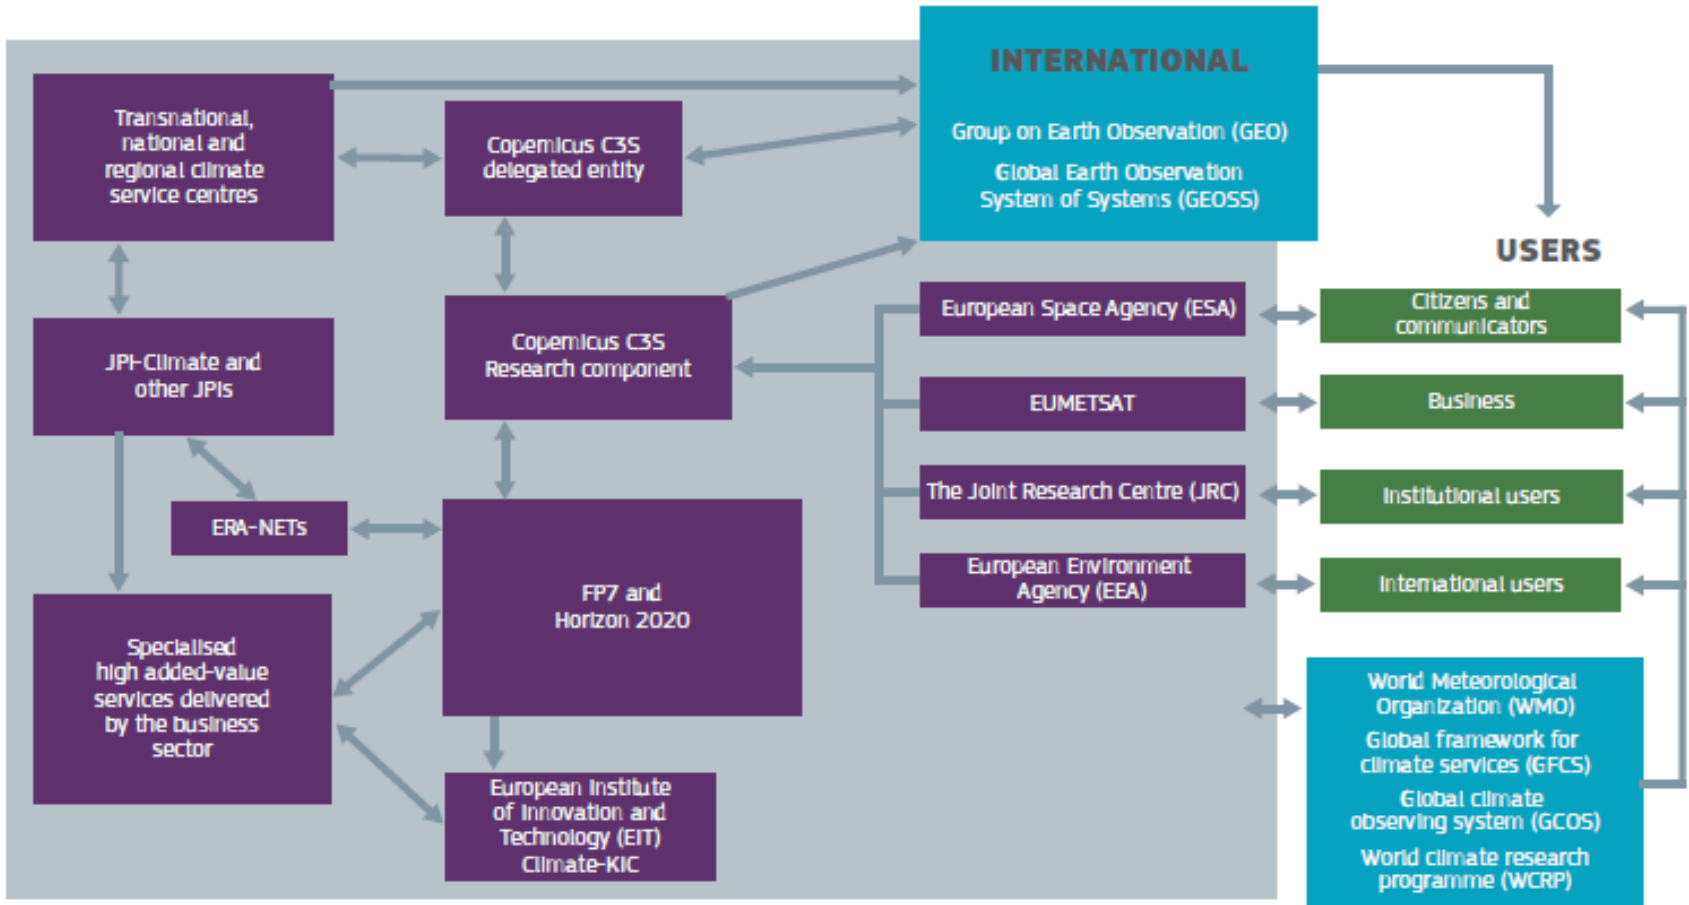 INTERNATIONAL
Group on Earth Observation (GEO)
Global Earth Observation
System of Systems (GEOSS)
Transnational,
national and
regional climate
service centres
Copernicus C3S
delegated entity
USERS
JPI-Climate and
other JPIs
Copernicus C3S
Research component
European Space Agency (ESA)
Citizens and
communicators
EUMETSAT
Business
The Joint Research Centre (JRC)
Institutional users
ERA-NETs
FP7 and
Horizon 2020
European Environment
Agency (EEA)
International users
Specialised
high added-value
services delivered
by the business
sector
European Institute
of Innovation and
Technology (EIT)
Climate-KIC
World Meteorological
Organization (WMO)
Global framework for
climate services (GFCS)
Global climate
observing system (GCOS)
World climate research
programme (WCRP)